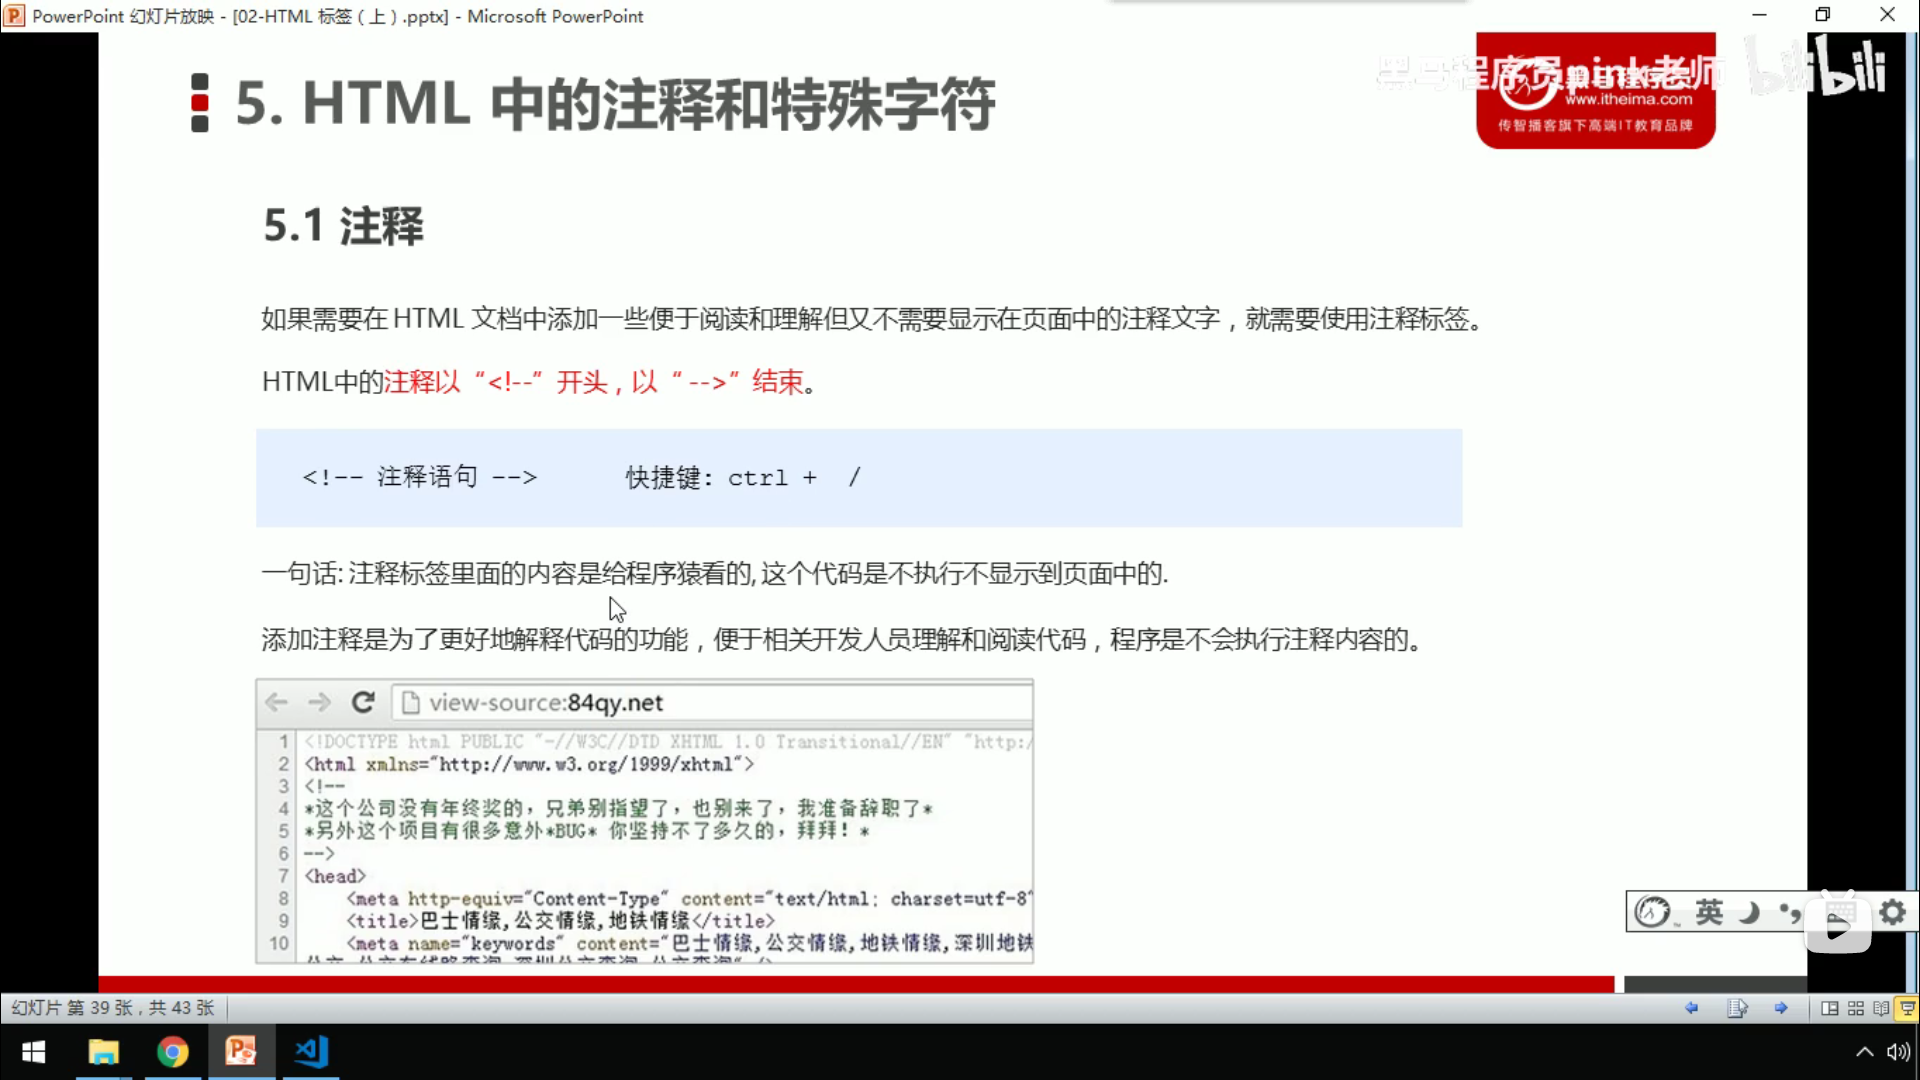 PowerPoint 幻灯片放映 - [02-HTML 标签（上）.pptx] - Microsoft PowerPoint
5. HTML 中的注释和特殊字符
黑马程序员pink老师
bilibili
www.itheima.com
传智播客旗下高端IT教育品牌
5.1 注释
如果需要在 HTML 文档中添加一些便于阅读和理解但又不需要显示在页面中的注释文字，就需要使用注释标签。
HTML中的注释以“<!--”开头，以“ -->”结束。
<!-- 注释语句 --> 快捷键: ctrl + /
一句话: 注释标签里面的内容是给程序猿看的, 这个代码是不执行不显示到页面中的.
添加注释是为了更好地解释代码的功能，便于相关开发人员理解和阅读代码，程序是不会执行注释内容的。
view-source:84qy.net
1 <!DOCTYPE html PUBLIC "-//W3C//DTD XHTML 1.0 Transitional//EN" "http:/
2 <html xmlns="http://www.w3.org/1999/xhtml">
3 <!--
4 *这个公司没有年终奖的，兄弟别指望了，也别来了，我准备辞职了*
5 *另外这个项目有很多意外*BUG* 你坚持不了多久的，拜拜！*
6 -->
7 <head>
8 <meta http-equiv="Content-Type" content="text/html; charset=utf-8"
9 <title>巴士情缘,公交情缘,地铁情缘</title>
10 <meta name="keywords" content="巴士情缘,公交情缘,地铁情缘,深圳地铁
英
幻灯片 第 39 张，共 43 张